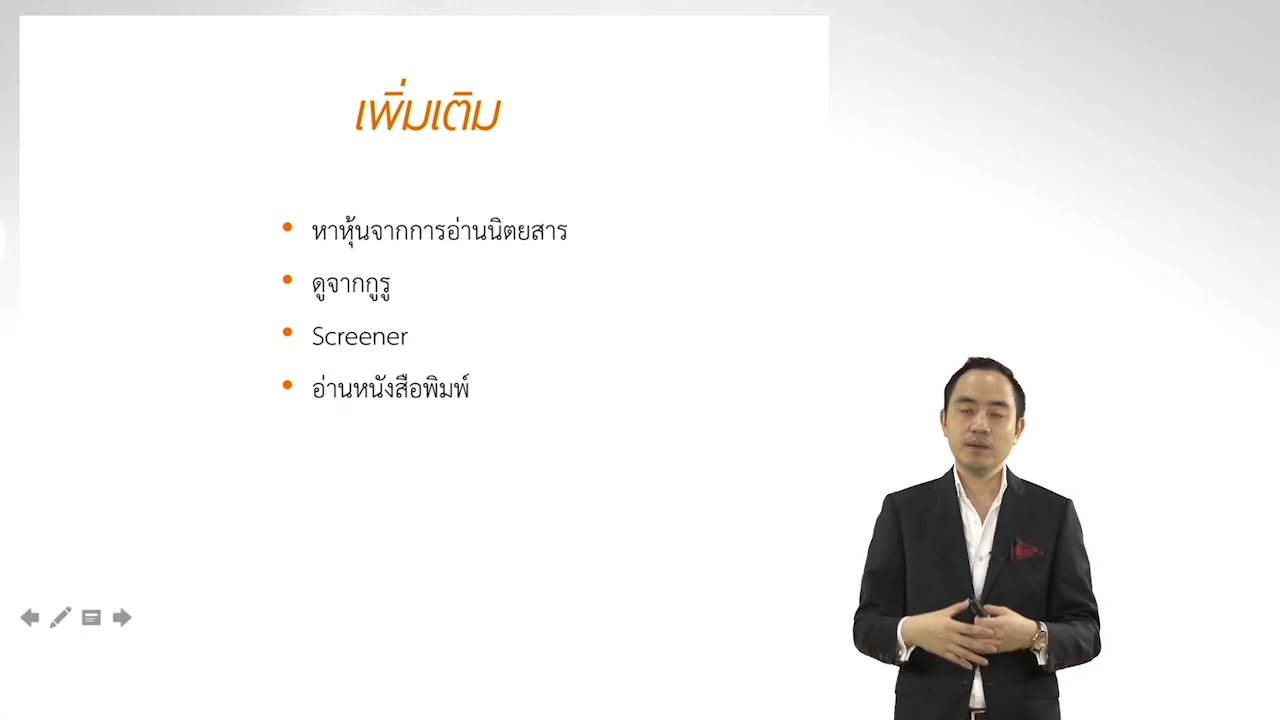 เพิ่มเติม
• หาหุ้นจากการอ่านนิตยสาร
• ดูจากกูรู
• Screener
• อ่านหนังสือพิมพ์